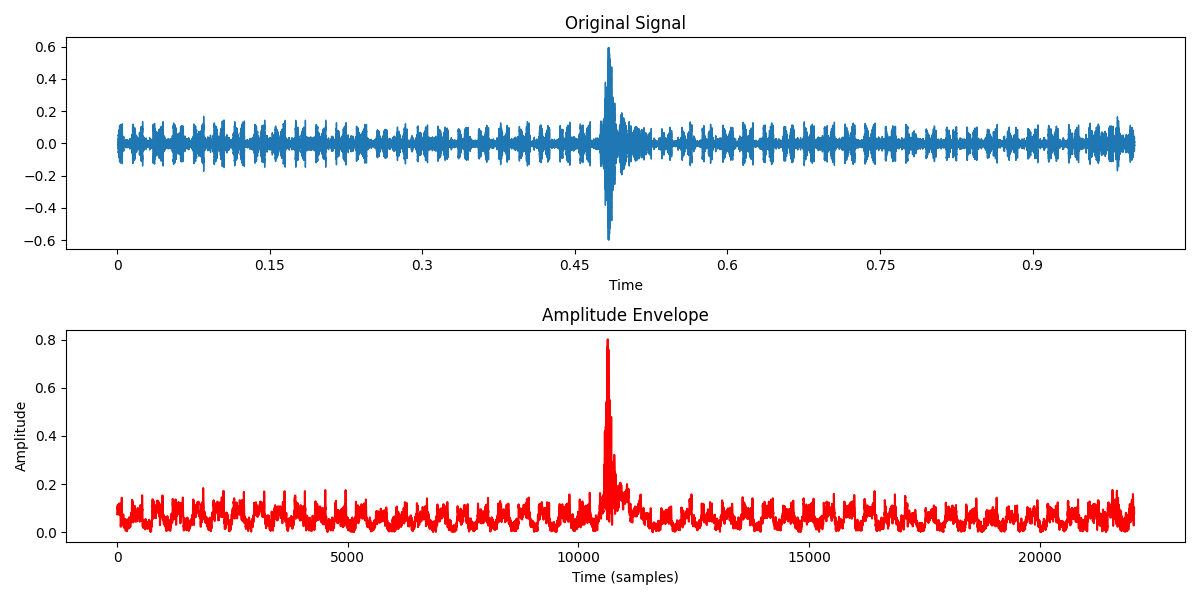 Original Signal
0.6
0.4
0.2
0.0
−0.2
−0.4
−0.6
0 0.15 0.3 0.45 0.6 0.75 0.9
Time
Amplitude Envelope
0.8
0.6
0.4
0.2
0.0
Amplitude
0 5000 10000 15000 20000
Time (samples)